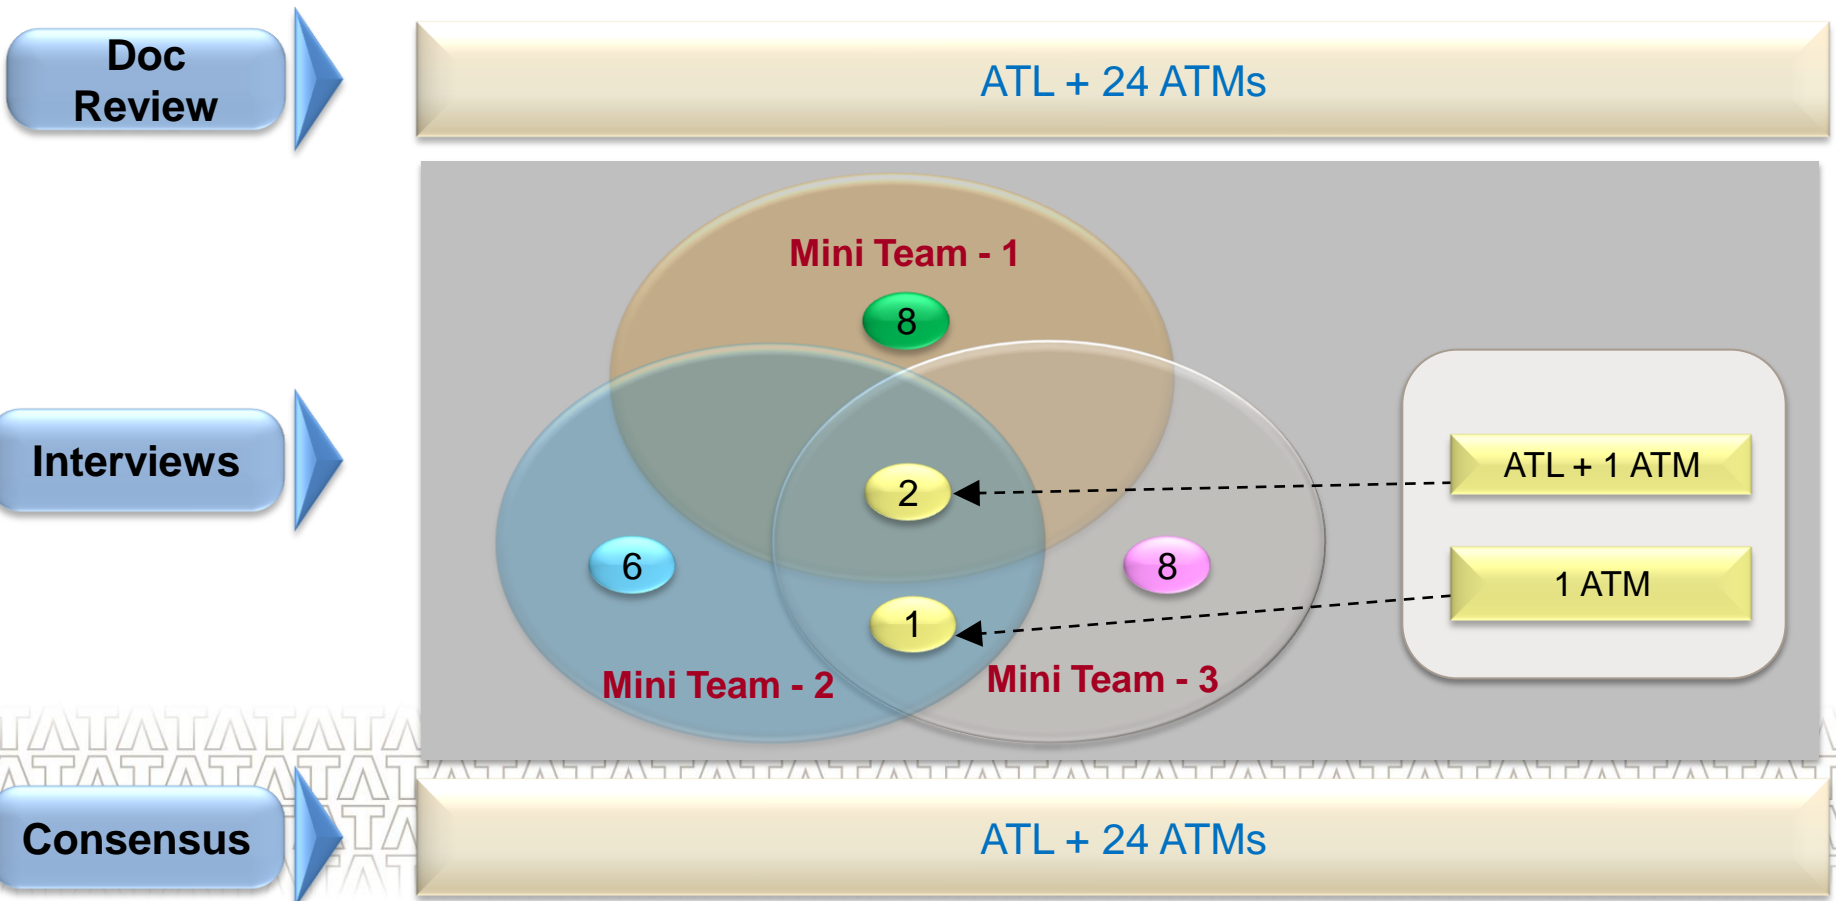 Doc
Review
ATL + 24 ATMs
Mini Team - 1
8
Interviews
2
ATL + 1 ATM
6
8
1 ATM
1
Mini Team - 2
Mini Team - 3
Consensus
ATL + 24 ATMs